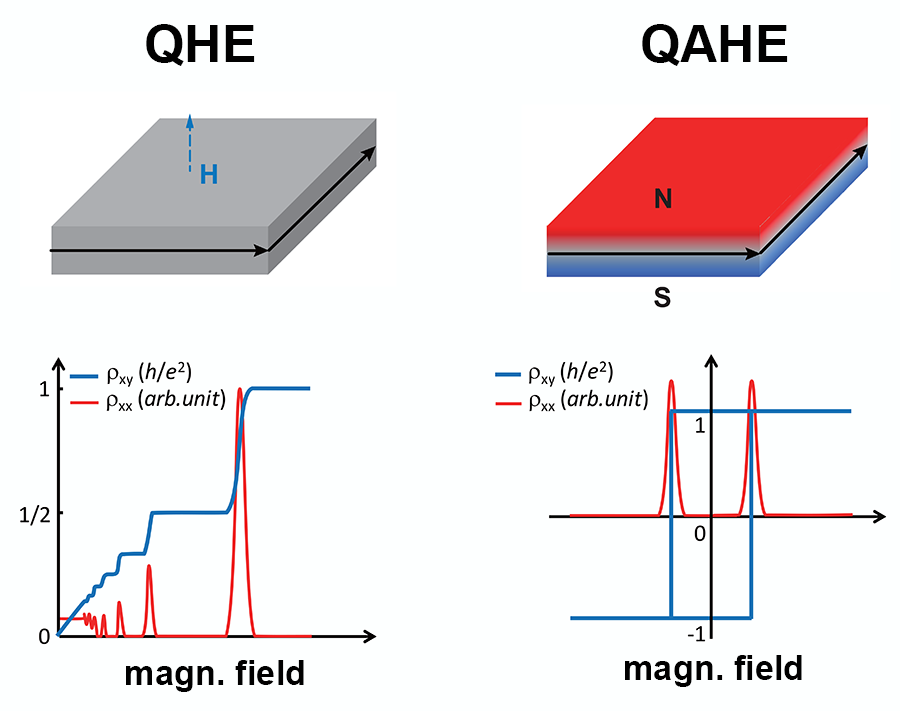 QHE
H
1
1/2
0
ρxy (h/e²)
ρxx (arb.unit)
magn. field
QAHE
N
S
ρxy (h/e²)
ρxx (arb.unit)
1
0
-1
magn. field